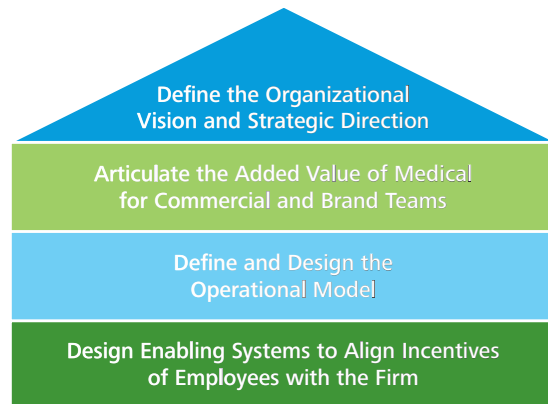 Define the Organizational
Vision and Strategic Direction
Articulate the Added Value of Medical
for Commercial and Brand Teams
Define and Design the
Operational Model
Design Enabling Systems to Align Incentives
of Employees with the Firm